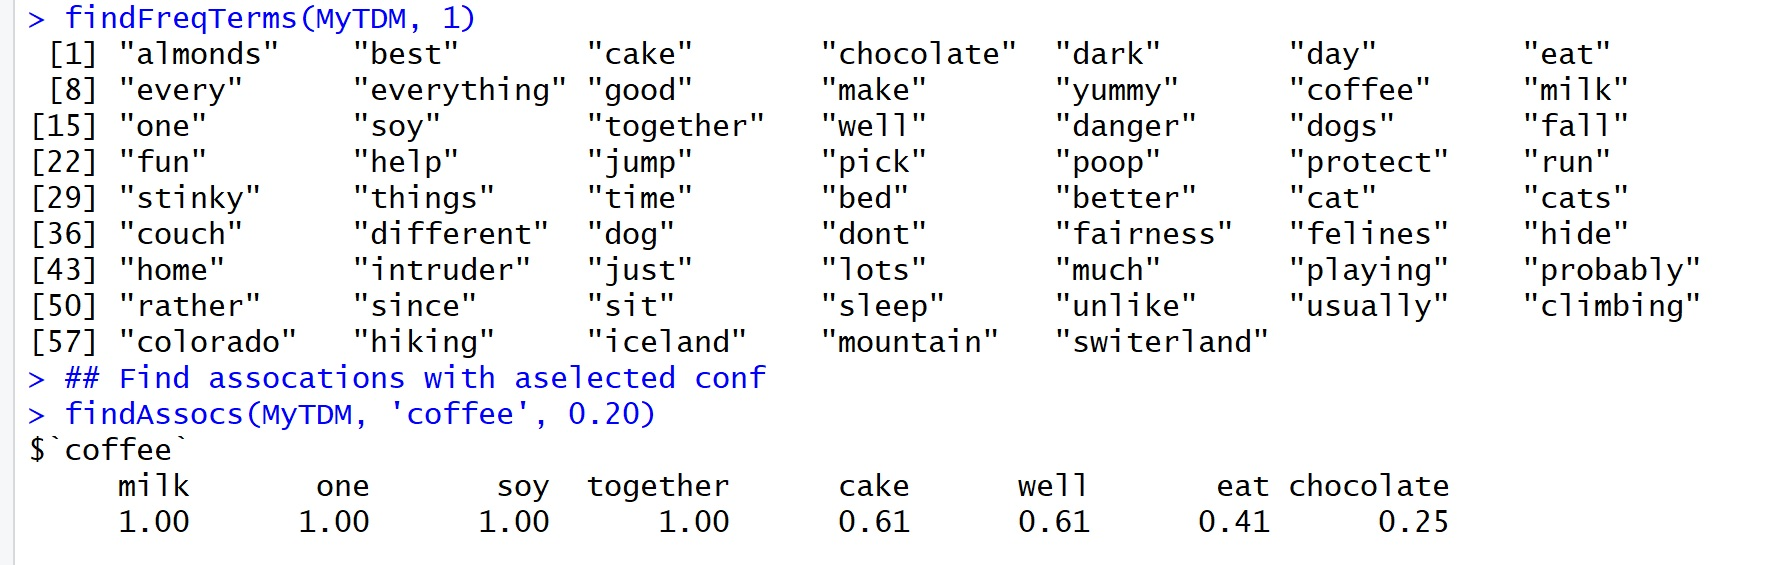 > findFreqTerms(MyTDM, 1)
[1] "almonds" "best" "cake" "chocolate" "dark" "day" "eat"
[8] "every" "everything" "good" "make" "yummy" "coffee" "milk"
[15] "one" "soy" "together" "well" "danger" "dogs" "fall"
[22] "fun" "help" "jump" "pick" "poop" "protect" "run"
[29] "stinky" "things" "time" "bed" "better" "cat" "cats"
[36] "couch" "different" "dog" "dont" "fairness" "felines" "hide"
[43] "home" "intruder" "just" "lots" "much" "playing" "probably"
[50] "rather" "since" "sit" "sleep" "unlike" "usually" "climbing"
[57] "colorado" "hiking" "iceland" "mountain" "switerland"
> ## Find assocations with aselected conf
> findAssocs(MyTDM, 'coffee', 0.20)
$`coffee`
milk one soy together cake well eat chocolate
1.00 1.00 1.00 1.00 0.61 0.61 0.41 0.25